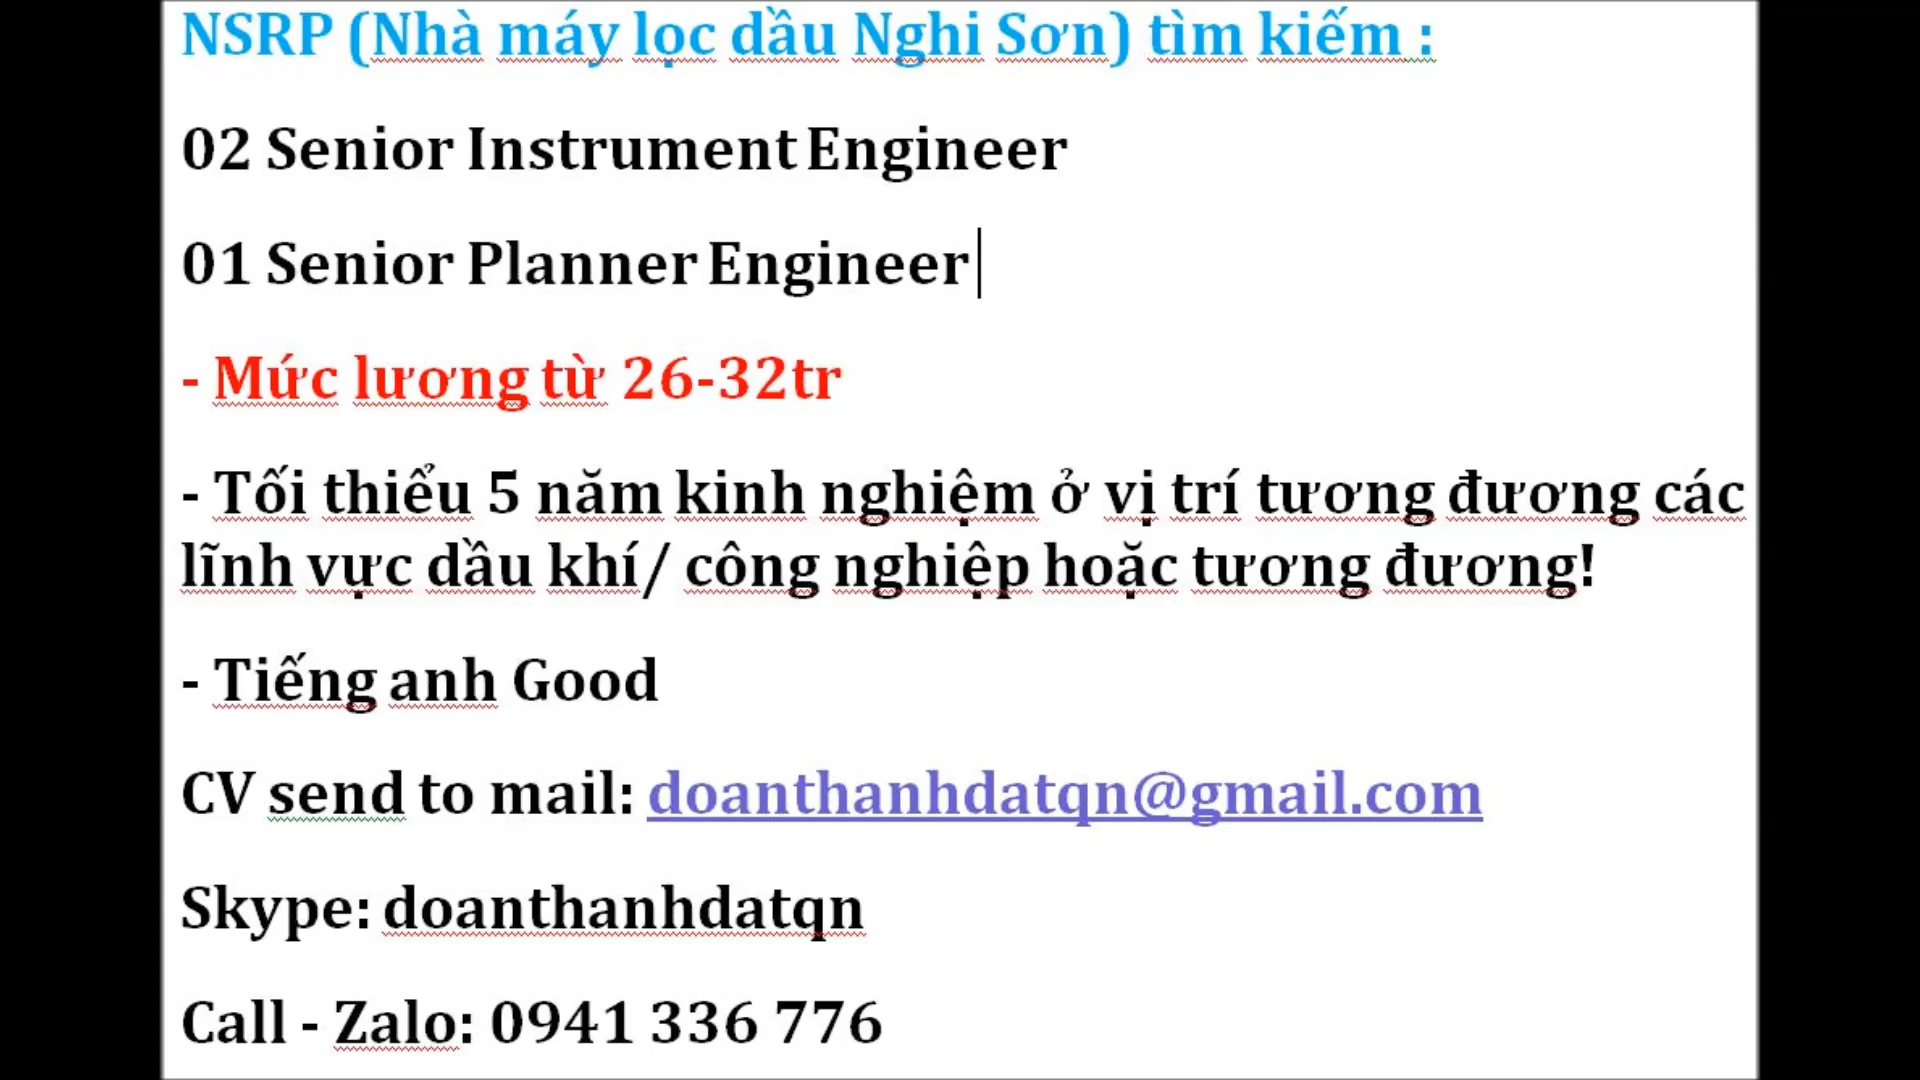 NSRP (Nhà máy lọc dầu Nghi Sơn) tìm kiếm :
02 Senior Instrument Engineer
01 Senior Planner Engineer
- Mức lương từ 26-32tr
- Tối thiểu 5 năm kinh nghiệm ở vị trí tương đương các
lĩnh vực dầu khí/ công nghiệp hoặc tương đương!
- Tiếng anh Good
CV send to mail: doanthanhdatqn@gmail.com
Skype: doanthanhdatqn
Call - Zalo: 0941 336 776